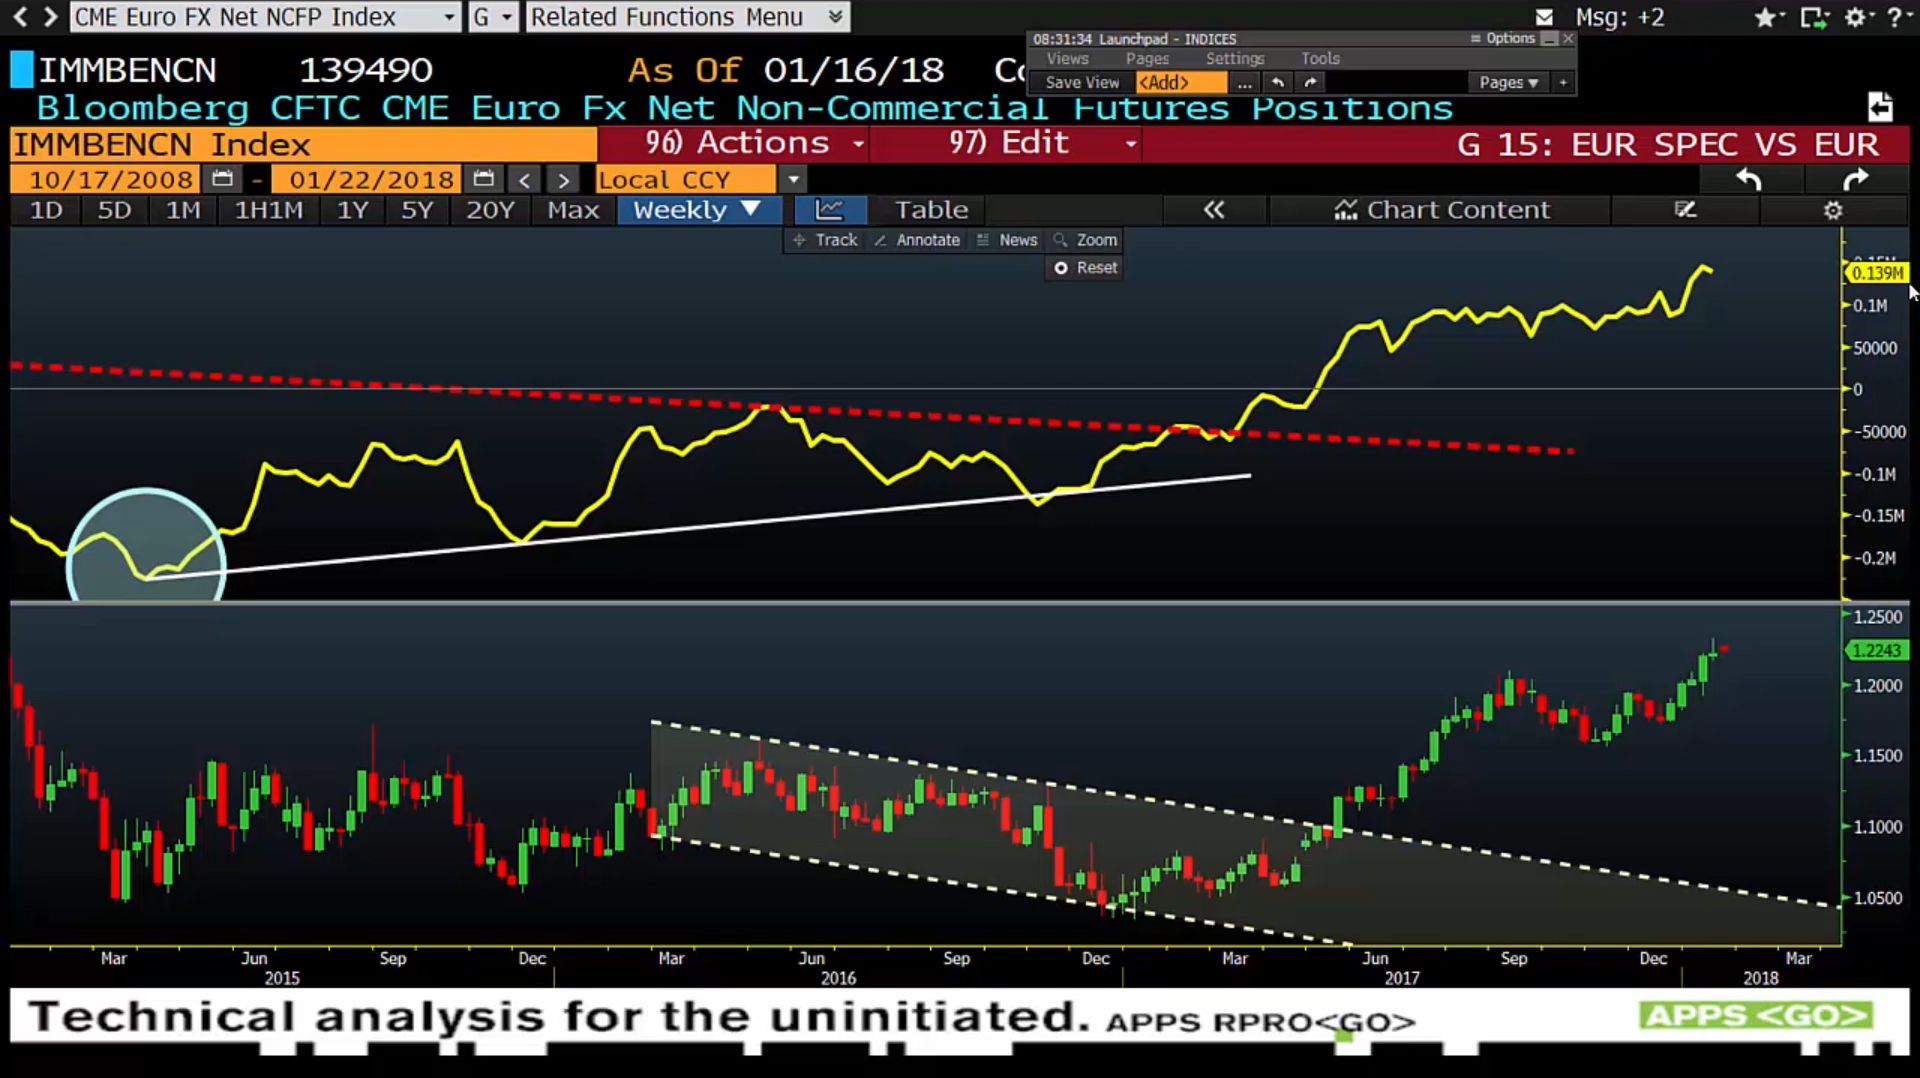 CME Euro FX Net NCFP Index G Related Functions Menu Msg: +2 ?
08:31:34 Launchpad - INDICES Options
Views Pages Settings Tools
Save View <Add> ... Pages +
IMMBENCN 139490 As Of 01/16/18 Co
Bloomberg CFTC CME Euro Fx Net Non-Commercial Futures Positions
IMMBENCN Index 96) Actions 97) Edit G 15: EUR SPEC VS EUR
10/17/2008 - 01/22/2018 < > Local CCY
1D 5D 1M 1H1M 1Y 5Y 20Y Max Weekly Table Chart Content
Track Annotate News Zoom
Reset
0.139M
0.1M
50000
0
-50000
-0.1M
-0.15M
-0.2M
1.2500
1.2243
1.2000
1.1500
1.1000
1.0500
Mar Jun Sep Dec Mar Jun Sep Dec Mar Jun Sep Dec Mar
2015 2016 2017 2018
Technical analysis for the uninitiated. APPS RPRO<GO> APPS <GO>